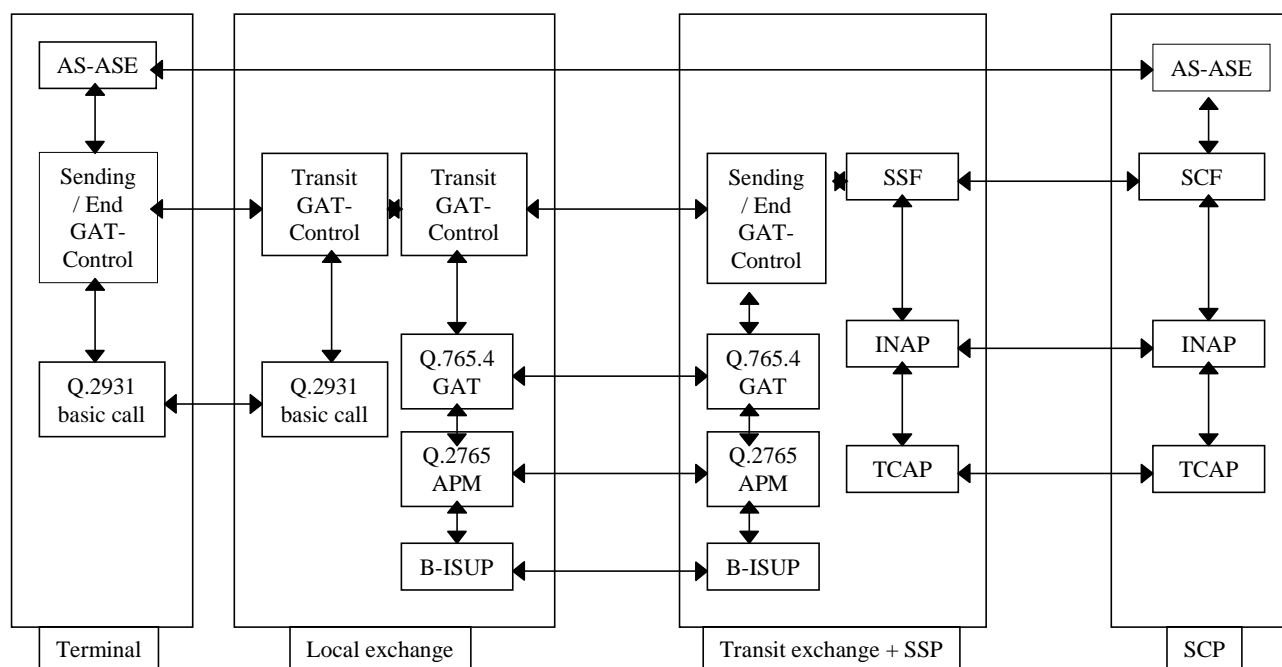 AS-ASE
AS-ASE
Sending
/ End
GAT-
Control
Transit
GAT-
Control
Transit
GAT-
Control
Sending
/ End
GAT-
Control
SSF
SCF
Q.2931
basic call
Q.2931
basic call
Q.765.4
GAT
Q.765.4
GAT
INAP
INAP
Q.2765
APM
Q.2765
APM
TCAP
TCAP
B-ISUP
B-ISUP
Terminal
Local exchange
Transit exchange + SSP
SCP